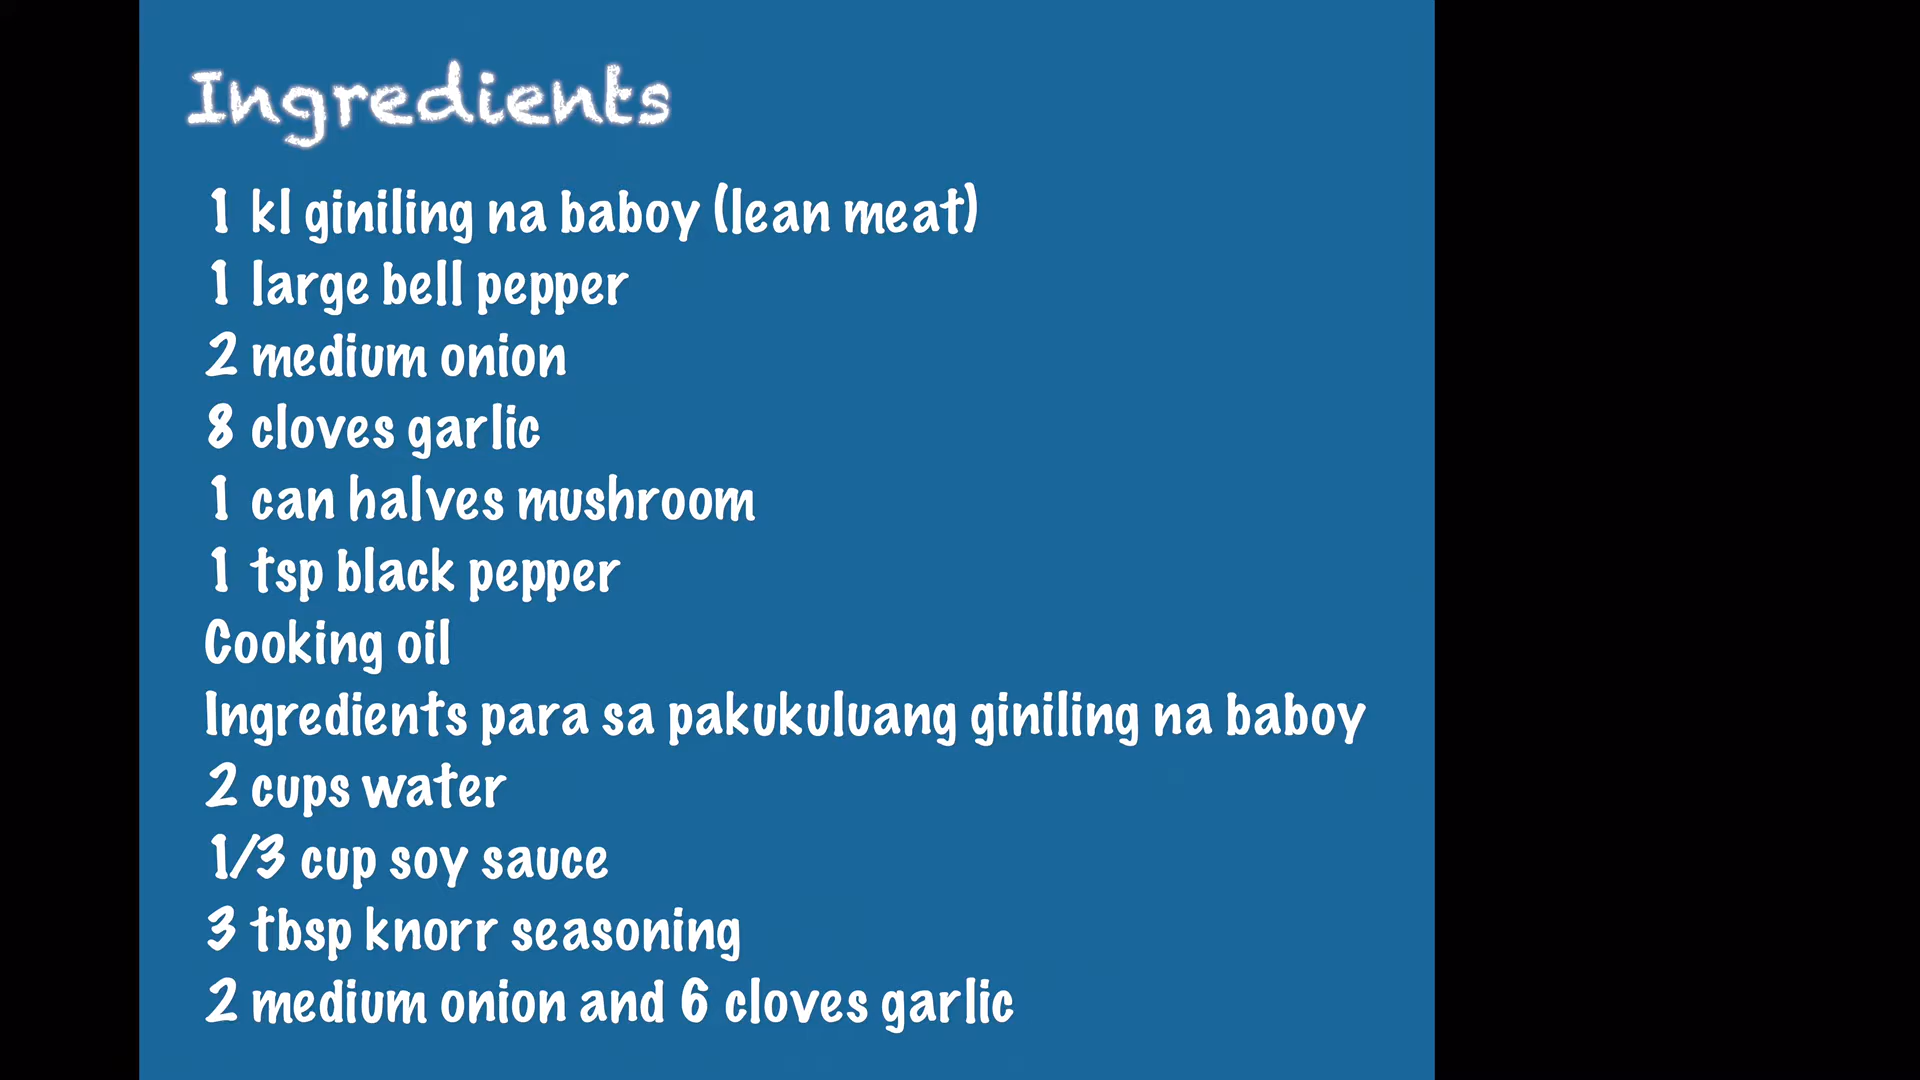 Ingredients
1 kl giniling na baboy (lean meat)
1 large bell pepper
2 medium onion
8 cloves garlic
1 can halves mushroom
1 tsp black pepper
Cooking oil
Ingredients para sa pakukuluang giniling na baboy
2 cups water
1/3 cup soy sauce
3 tbsp knorr seasoning
2 medium onion and 6 cloves garlic